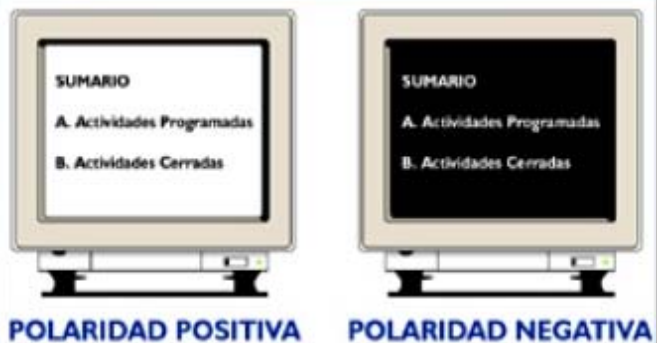 SUMARIO
A. Actividades Programadas
B. Actividades Cerradas
POLARIDAD POSITIVA
SUMARIO
A. Actividades Programadas
B. Actividades Cerradas
POLARIDAD NEGATIVA